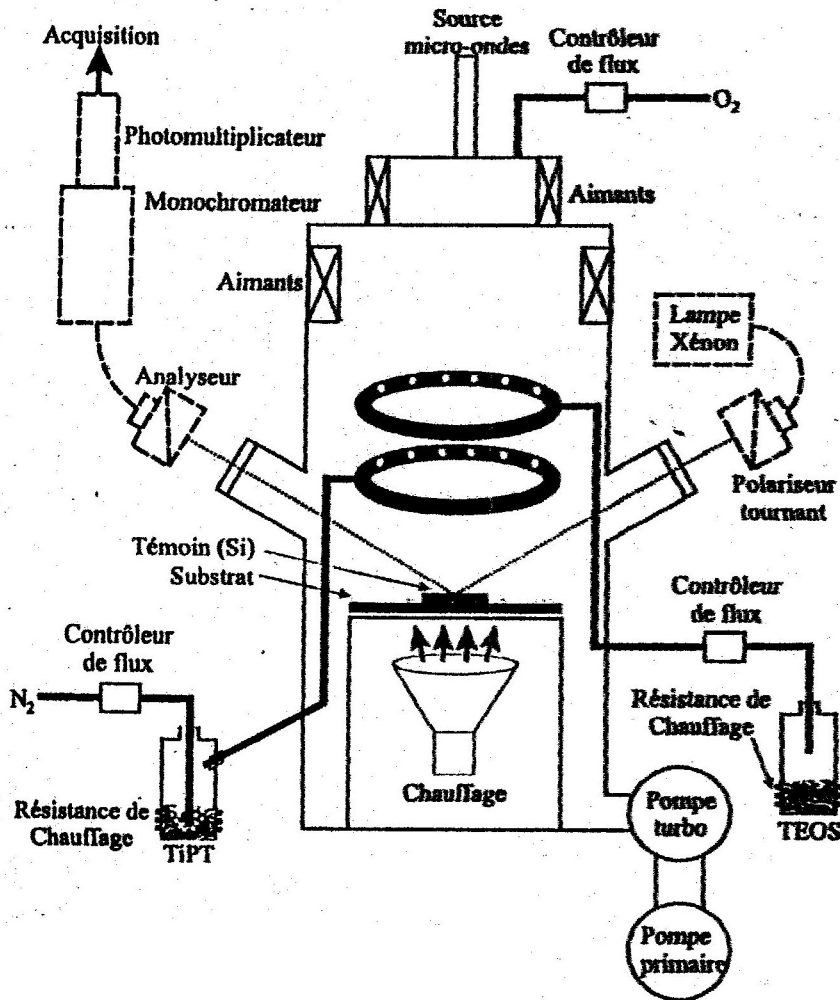 Source
micro-ondes
Contrôleur
de flux
O₂
Acquisition
Photomultiplicateur
Monochromateur
Aimants
Aimants
Lampe
Xénon
Analyseur
Polariseur
tournant
Témoin (Si)
Substrat
Contrôleur
de flux
Contrôleur
de flux
N₂
Résistance de
Chauffage
Résistance de
Chauffage
TiPT
Chauffage
Pompe
turbo
TEOS
Pompe
primaire